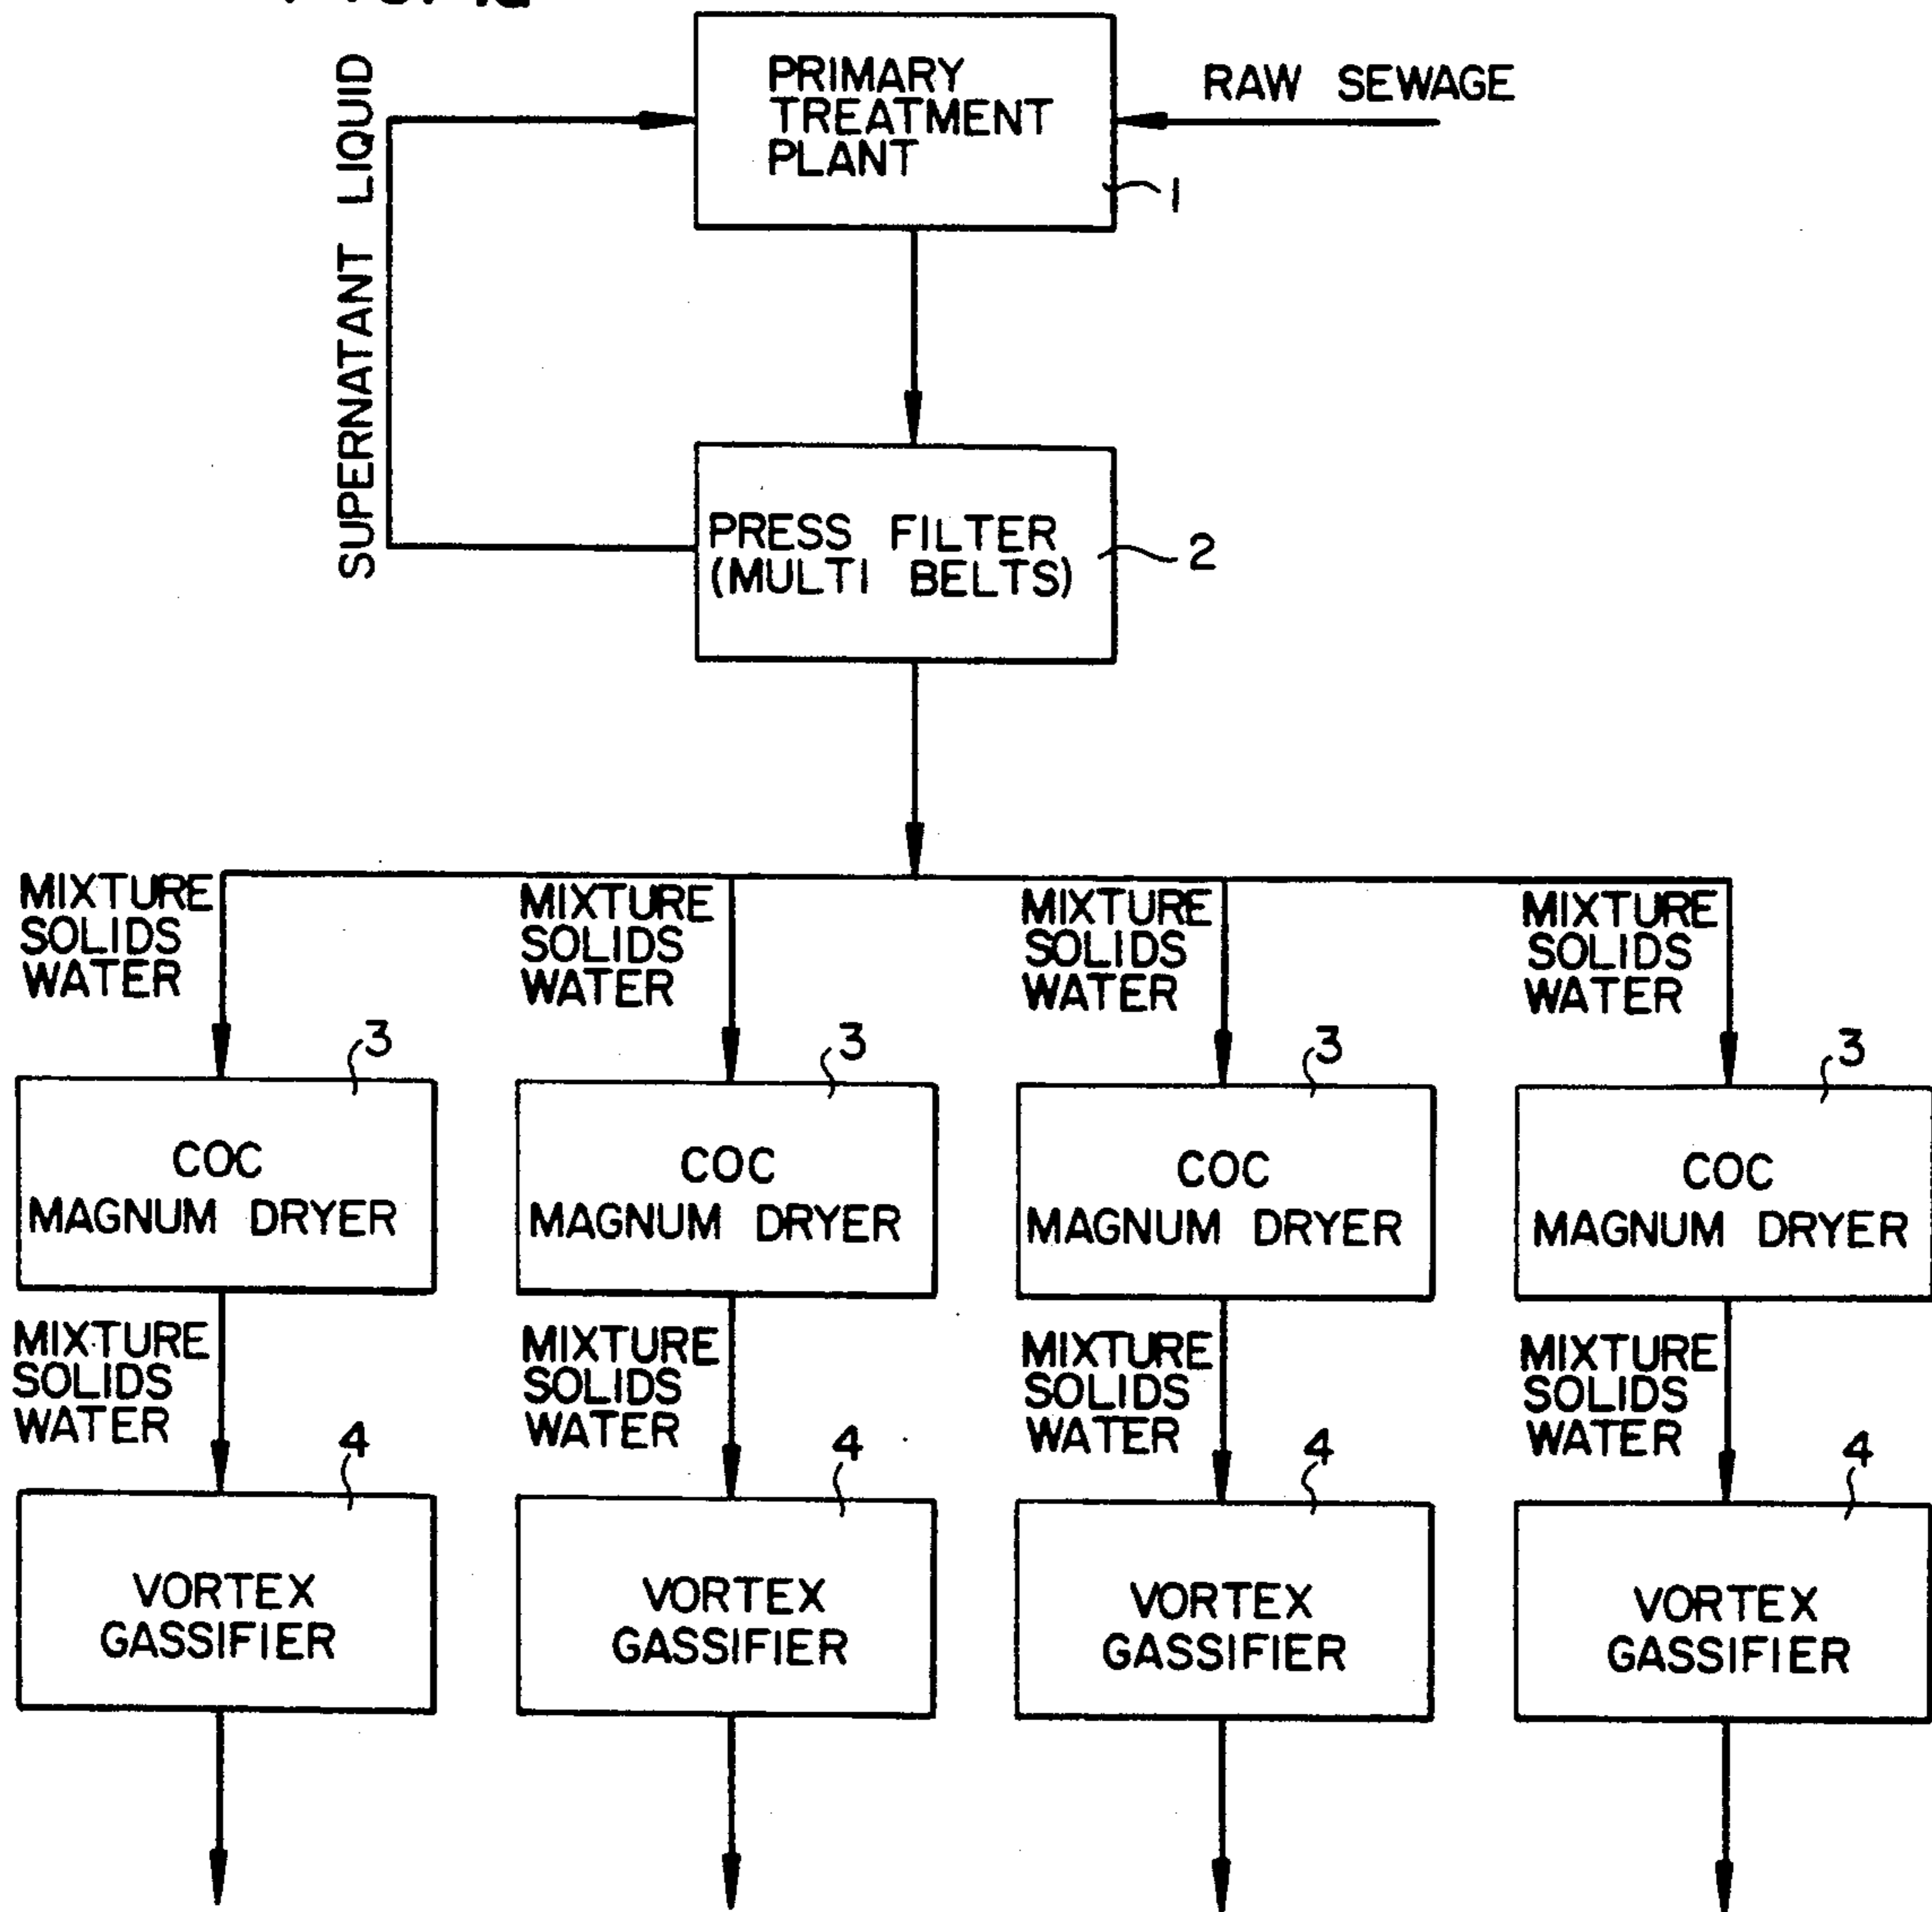 PRIMARY
TREATMENT
PLANT
RAW SEWAGE
1
SUPERNATANT LIQUID
PRESS FILTER
(MULTI BELTS)
2
MIXTURE
SOLIDS
WATER
MIXTURE
SOLIDS
WATER
MIXTURE
SOLIDS
WATER
MIXTURE
SOLIDS
WATER
3
3
3
3
COC
MAGNUM DRYER
COC
MAGNUM DRYER
COC
MAGNUM DRYER
COC
MAGNUM DRYER
MIXTURE
SOLIDS
WATER
MIXTURE
SOLIDS
WATER
MIXTURE
SOLIDS
WATER
MIXTURE
SOLIDS
WATER
4
4
4
4
VORTEX
GASSIFIER
VORTEX
GASSIFIER
VORTEX
GASSIFIER
VORTEX
GASSIFIER